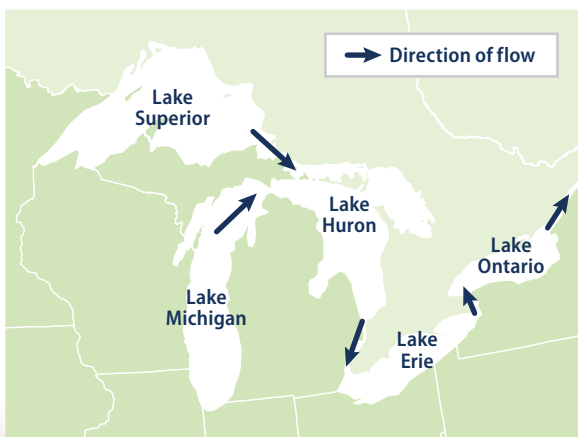 Direction of flow
Lake
Superior
Lake
Huron
Lake
Ontario
Lake
Michigan
Lake
Erie